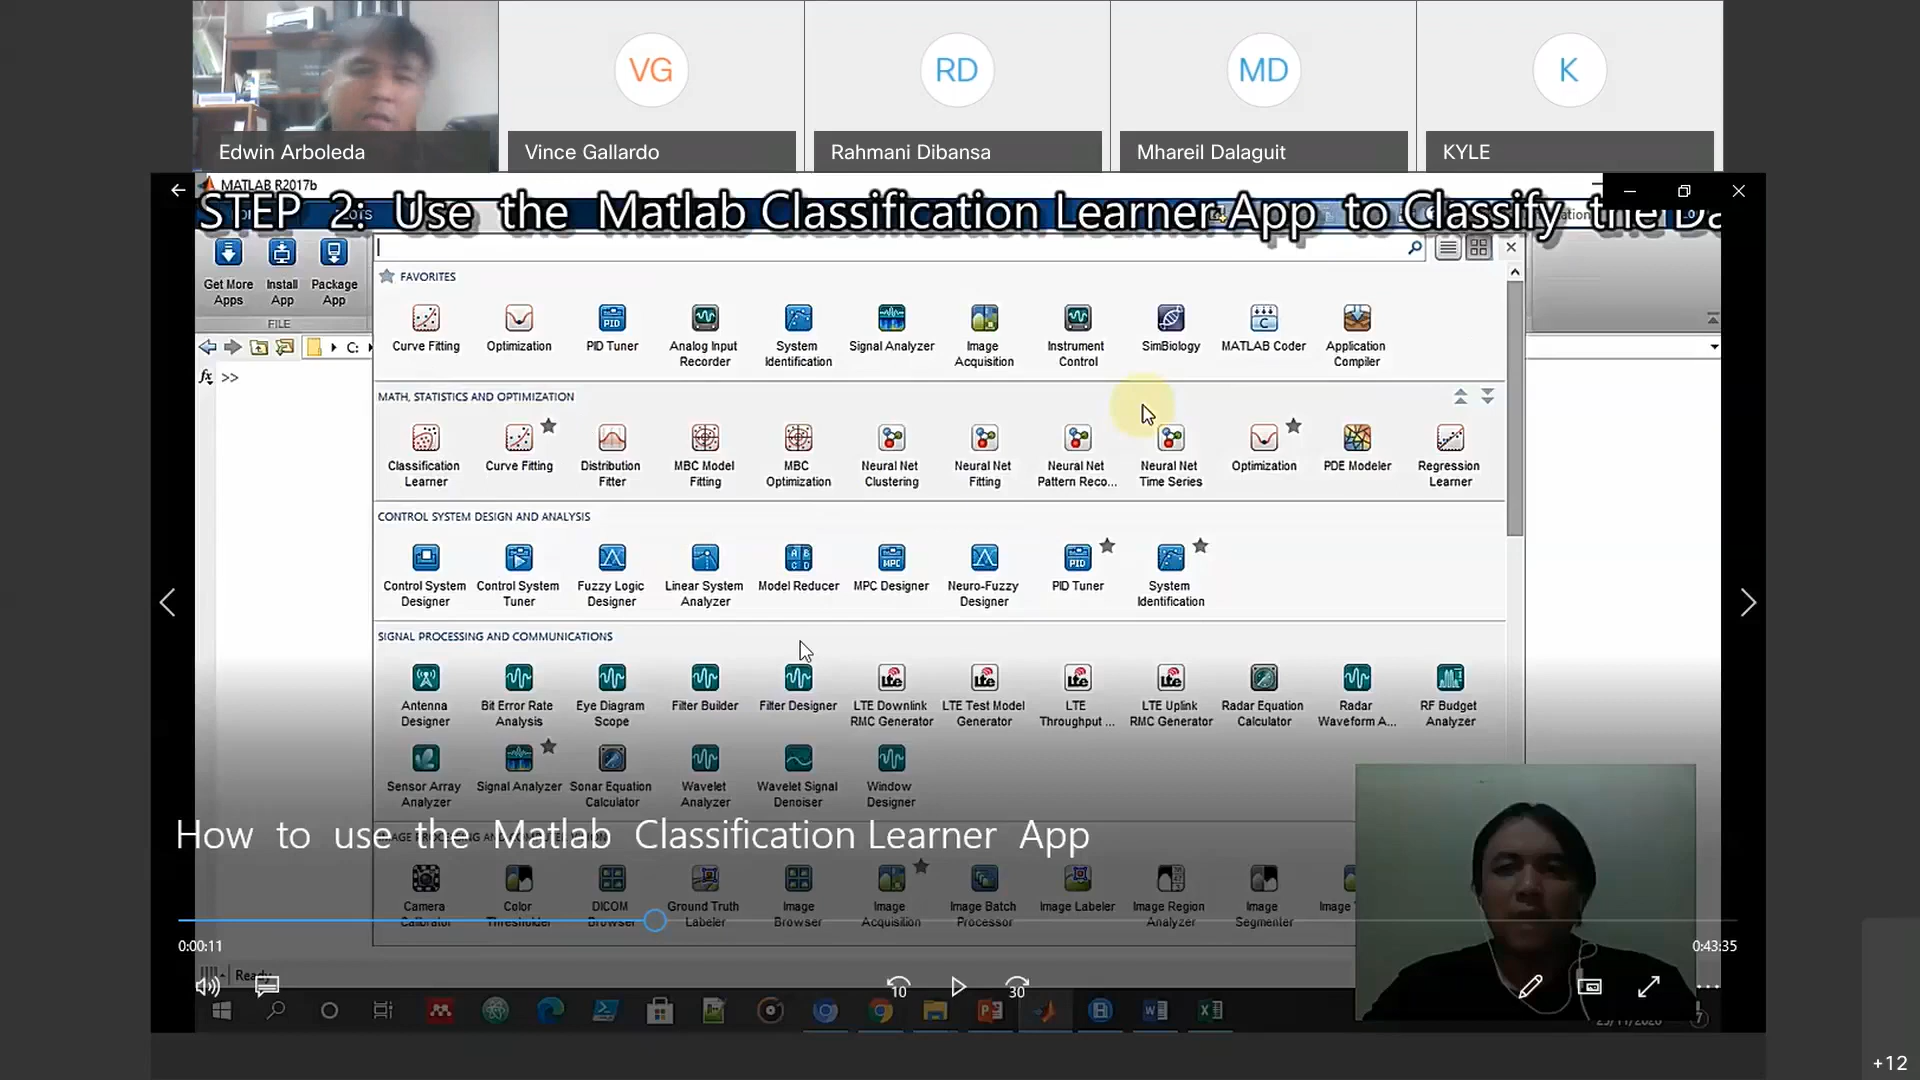 VG
RD
MD
K
Edwin Arboleda
Vince Gallardo
Rahmani Dibansa
Mhareil Dalaguit
KYLE
MATLAB R2017b
STEP 2: Use the Matlab Classification Learner App to Classify the Da
Get More Apps
Install App
Package App
FILE
C:
fx >>
FAVORITES
Curve Fitting
Optimization
PID Tuner
Analog Input Recorder
System Identification
Signal Analyzer
Image Acquisition
Instrument Control
SimBiology
MATLAB Coder
Application Compiler
MATH, STATISTICS AND OPTIMIZATION
Classification Learner
Curve Fitting
Distribution Fitter
MBC Model Fitting
MBC Optimization
Neural Net Clustering
Neural Net Fitting
Neural Net Pattern Reco...
Neural Net Time Series
Optimization
PDE Modeler
Regression Learner
CONTROL SYSTEM DESIGN AND ANALYSIS
Control System Designer
Control System Tuner
Fuzzy Logic Designer
Linear System Analyzer
Model Reducer
MPC Designer
Neuro-Fuzzy Designer
PID Tuner
System Identification
SIGNAL PROCESSING AND COMMUNICATIONS
Antenna Designer
Bit Error Rate Analysis
Eye Diagram Scope
Filter Builder
Filter Designer
LTE Downlink RMC Generator
LTE Test Model Generator
LTE Throughput ...
LTE Uplink RMC Generator
Radar Equation Calculator
Radar Waveform A...
RF Budget Analyzer
Sensor Array Analyzer
Signal Analyzer
Sonar Equation Calculator
Wavelet Analyzer
Wavelet Signal Denoiser
Window Designer
How to use the Matlab Classification Learner App
Camera Calibrator
Color Thresholder
DICOM Browser
Ground Truth Labeler
Image Browser
Image Acquisition
Image Batch Processor
Image Labeler
Image Region Analyzer
Image Segmenter
Image
0:00:11
0:43:35
Ready
10
30
+12